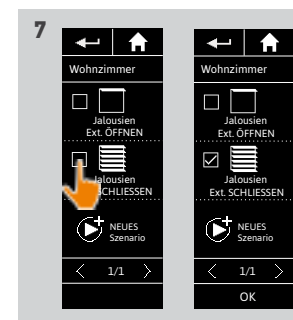 7
Wohnzimmer
Jalousien
Ext. ÖFFNEN
Jalousien
SCHLIESSEN
NEUES
Szenario
1/1
Wohnzimmer
Jalousien
Ext. ÖFFNEN
Jalousien
Ext. SCHLIESSEN
NEUES
Szenario
1/1
OK